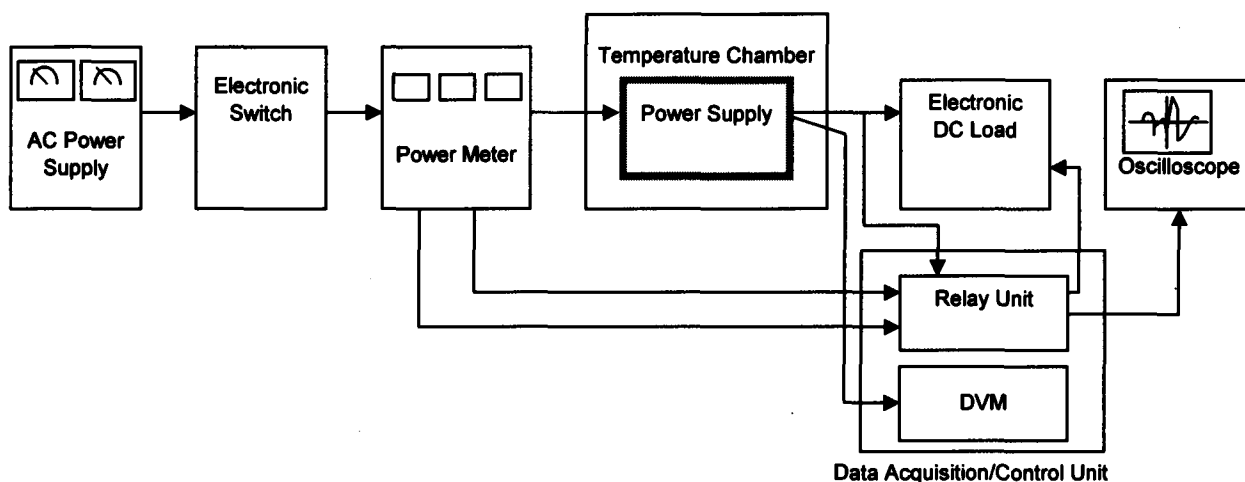 AC Power
Supply
Electronic
Switch
Power Meter
Temperature Chamber
Power Supply
Electronic
DC Load
Oscilloscope
Relay Unit
DVM
Data Acquisition/Control Unit